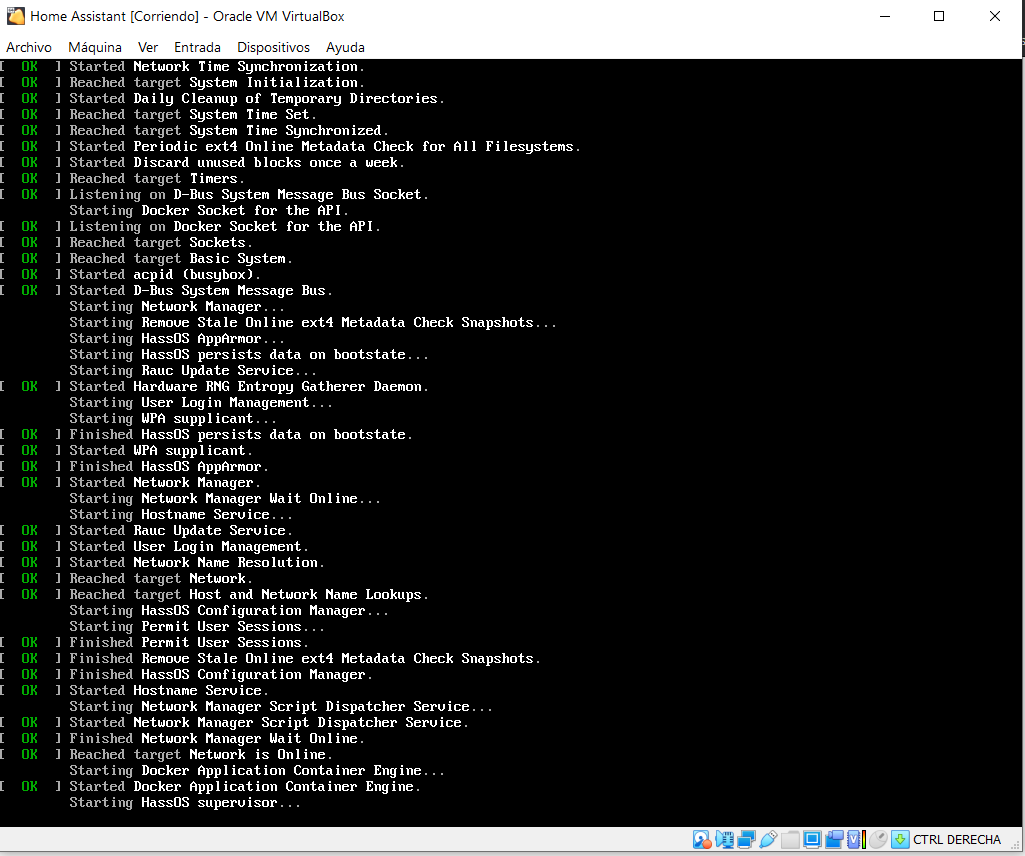 Home Assistant [Corriendo] - Oracle VM VirtualBox
Archivo Máquina Ver Entrada Dispositivos Ayuda
[ OK ] Started Network Time Synchronization.
[ OK ] Reached target System Initialization.
[ OK ] Started Daily Cleanup of Temporary Directories.
[ OK ] Reached target System Time Set.
[ OK ] Reached target System Time Synchronized.
[ OK ] Started Periodic ext4 Online Metadata Check for All Filesystems.
[ OK ] Started Discard unused blocks once a week.
[ OK ] Reached target Timers.
[ OK ] Listening on D-Bus System Message Bus Socket.
Starting Docker Socket for the API.
[ OK ] Listening on Docker Socket for the API.
[ OK ] Reached target Sockets.
[ OK ] Reached target Basic System.
[ OK ] Started acpid (busybox).
[ OK ] Started D-Bus System Message Bus.
Starting Network Manager...
Starting Remove Stale Online ext4 Metadata Check Snapshots...
Starting HassOS AppArmor...
Starting HassOS persists data on bootstate...
Starting Rauc Update Service...
[ OK ] Started Hardware RNG Entropy Gatherer Daemon.
Starting User Login Management...
Starting WPA supplicant...
[ OK ] Finished HassOS persists data on bootstate.
[ OK ] Started WPA supplicant.
[ OK ] Finished HassOS AppArmor.
[ OK ] Started Network Manager.
Starting Network Manager Wait Online...
Starting Hostname Service...
[ OK ] Started Rauc Update Service.
[ OK ] Started User Login Management.
[ OK ] Started Network Name Resolution.
[ OK ] Reached target Network.
[ OK ] Reached target Host and Network Name Lookups.
Starting HassOS Configuration Manager...
Starting Permit User Sessions...
[ OK ] Finished Permit User Sessions.
[ OK ] Finished Remove Stale Online ext4 Metadata Check Snapshots.
[ OK ] Finished HassOS Configuration Manager.
[ OK ] Started Hostname Service.
Starting Network Manager Script Dispatcher Service...
[ OK ] Started Network Manager Script Dispatcher Service.
[ OK ] Finished Network Manager Wait Online.
[ OK ] Reached target Network is Online.
Starting Docker Application Container Engine...
[ OK ] Started Docker Application Container Engine.
Starting HassOS supervisor...
CTRL DERECHA